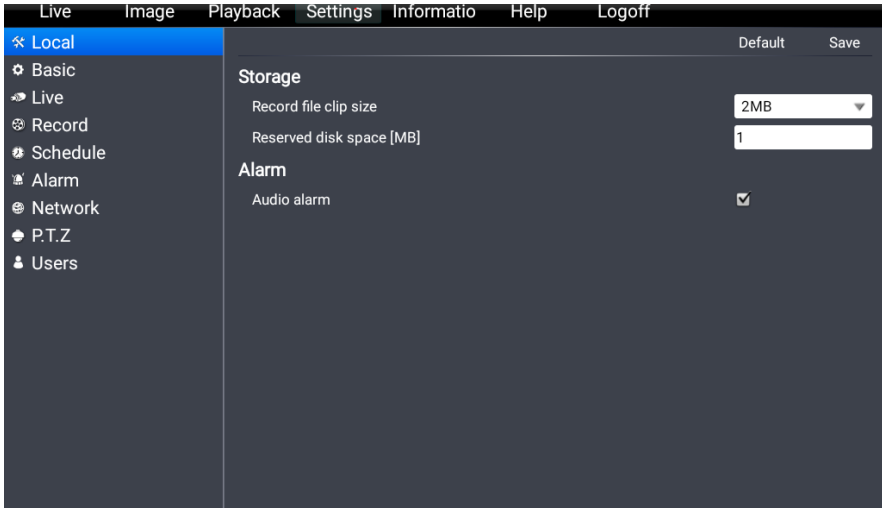 Live Image Playback Settings Informatio Help Logoff
Local
Basic
Live
Record
Schedule
Alarm
Network
P.T.Z
Users
Default Save
Storage
Record file clip size 2MB
Reserved disk space [MB] 1
Alarm
Audio alarm